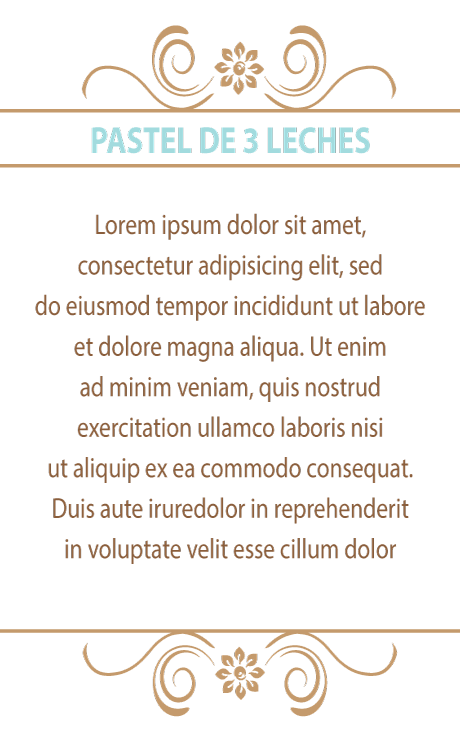 PASTEL DE 3 LECHES
Lorem ipsum dolor sit amet,
consectetur adipisicing elit, sed
do eiusmod tempor incididunt ut labore
et dolore magna aliqua. Ut enim
ad minim veniam, quis nostrud
exercitation ullamco laboris nisi
ut aliquip ex ea commodo consequat.
Duis aute iruredolor in reprehenderit
in voluptate velit esse cillum dolor